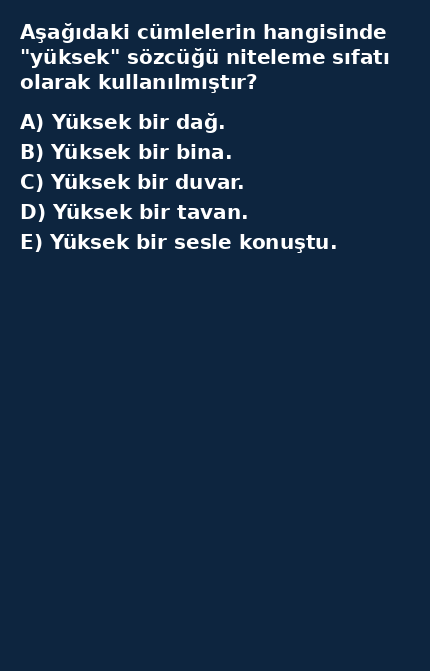 Aşağıdaki cümlelerin hangisinde
"yüksek" sözcüğü niteleme sıfatı
olarak kullanılmıştır?
A) Yüksek bir dağ.
B) Yüksek bir bina.
C) Yüksek bir duvar.
D) Yüksek bir tavan.
E) Yüksek bir sesle konuştu.